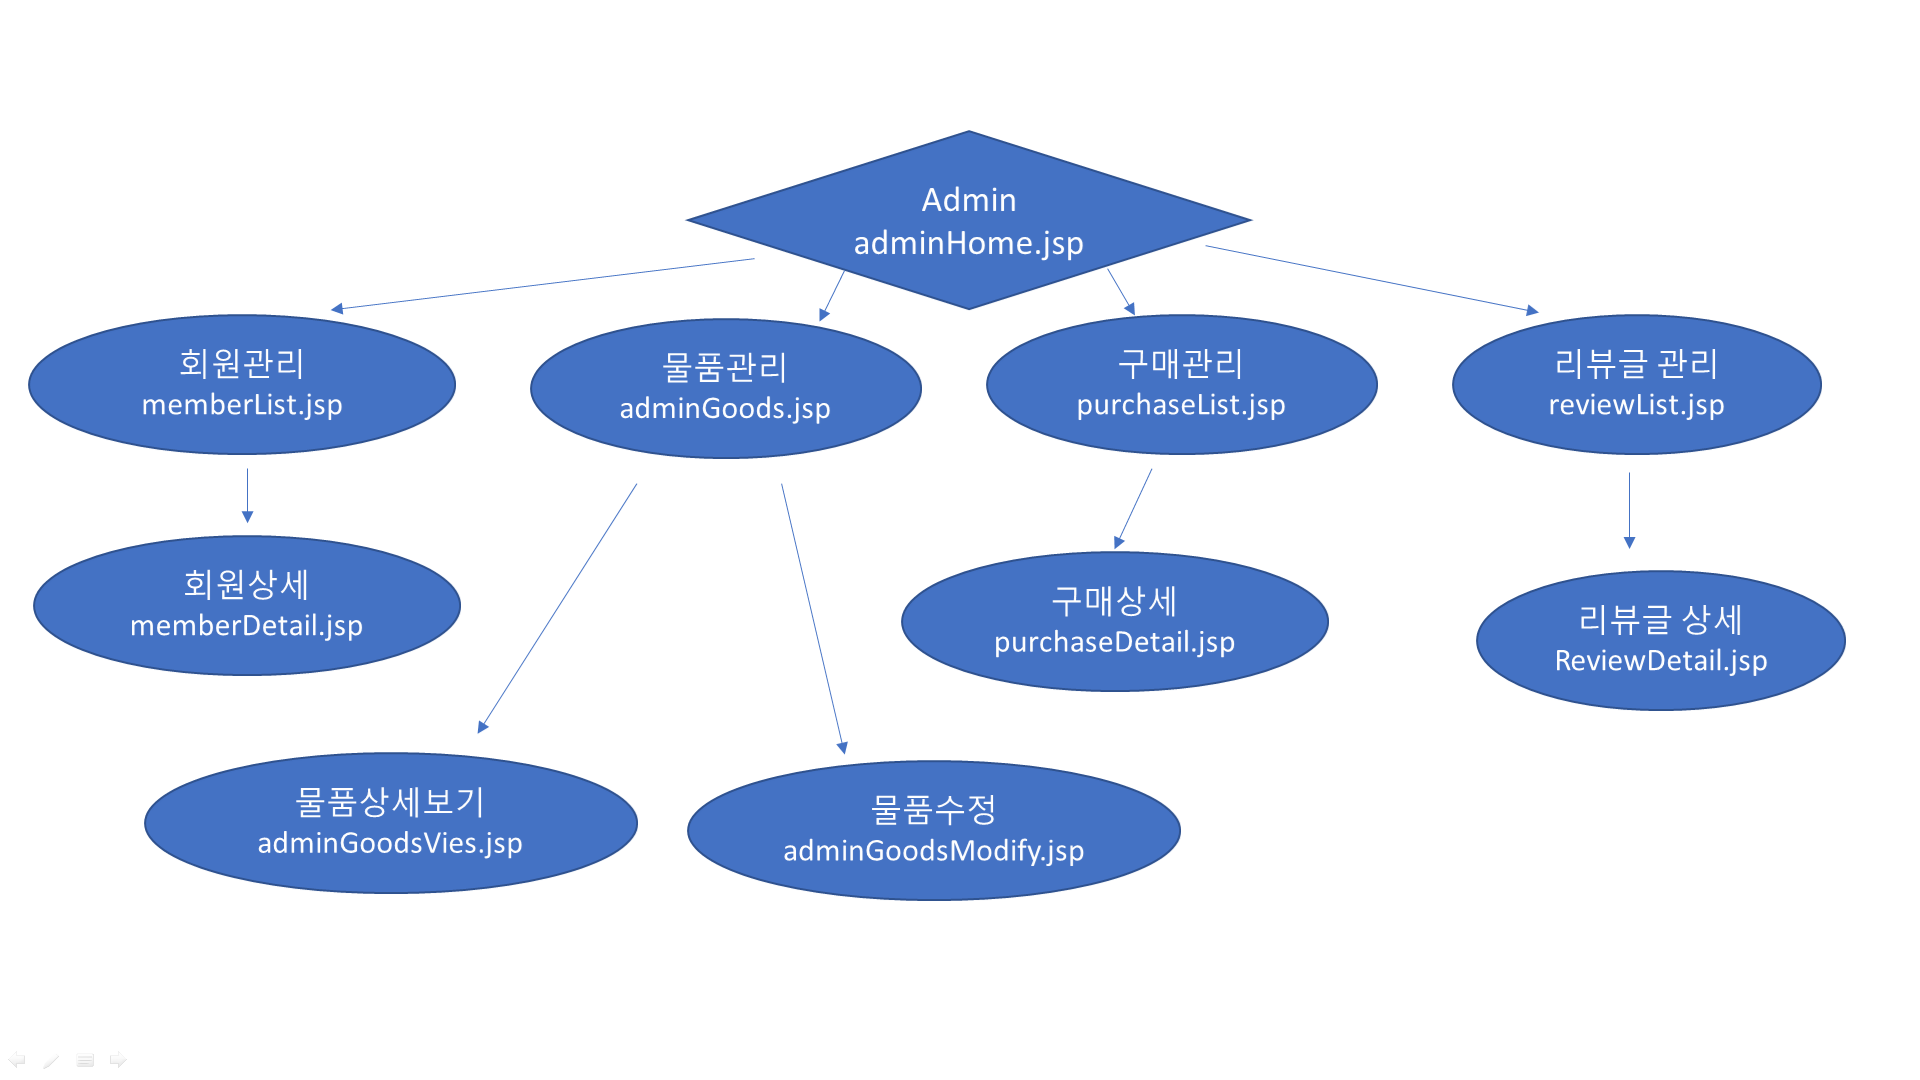 Admin
adminHome.jsp
회원관리
memberList.jsp
물품관리
adminGoods.jsp
구매관리
purchaseList.jsp
리뷰글 관리
reviewList.jsp
회원상세
memberDetail.jsp
구매상세
purchaseDetail.jsp
리뷰글 상세
ReviewDetail.jsp
물품상세보기
adminGoodsVies.jsp
물품수정
adminGoodsModify.jsp